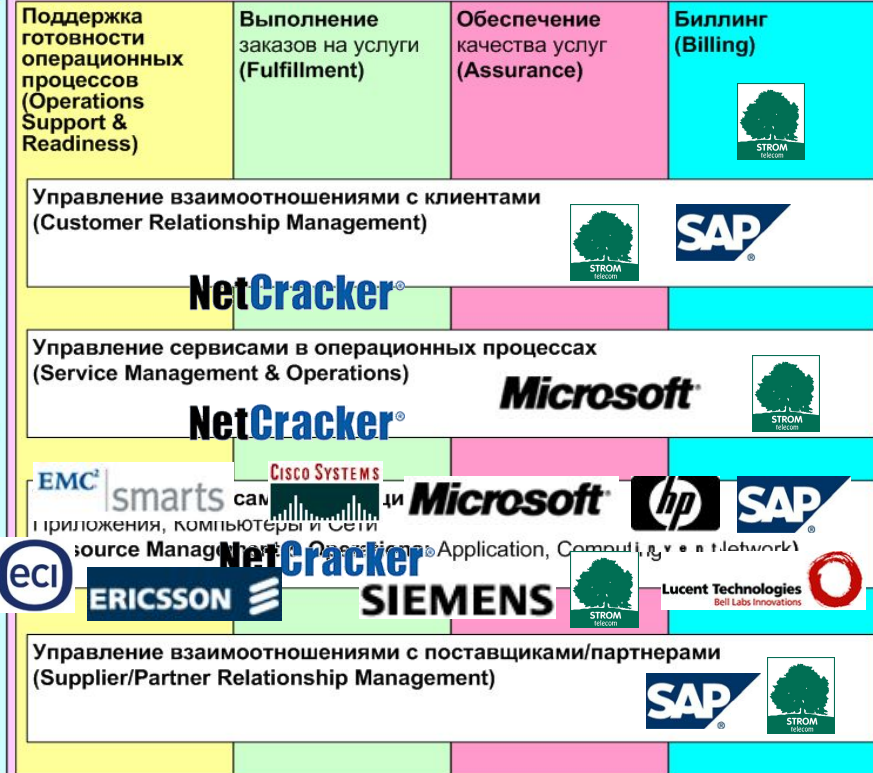 Поддержка
готовности
операционных
процессов
(Operations
Support &
Readiness)
Выполнение
заказов на услуги
(Fulfillment)
Обеспечение
качества услуг
(Assurance)
Биллинг
(Billing)
STROM
telecom
Управление взаимоотношениями с клиентами
(Customer Relationship Management)
STROM
telecom
SAP®
NetCracker®
Управление сервисами в операционных процессах
(Service Management & Operations)
Microsoft®
STROM
telecom
NetCracker®
EMC²
smarts
CISCO SYSTEMS
Microsoft®
hp
invent
SAP®
Приложения, Компьютеры и Сети
Application,
NetCracker®
eci
ERICSSON
SIEMENS
STROM
telecom
Lucent Technologies
Bell Labs Innovations
Управление взаимоотношениями с поставщиками/партнерами
(Supplier/Partner Relationship Management)
SAP®
STROM
telecom